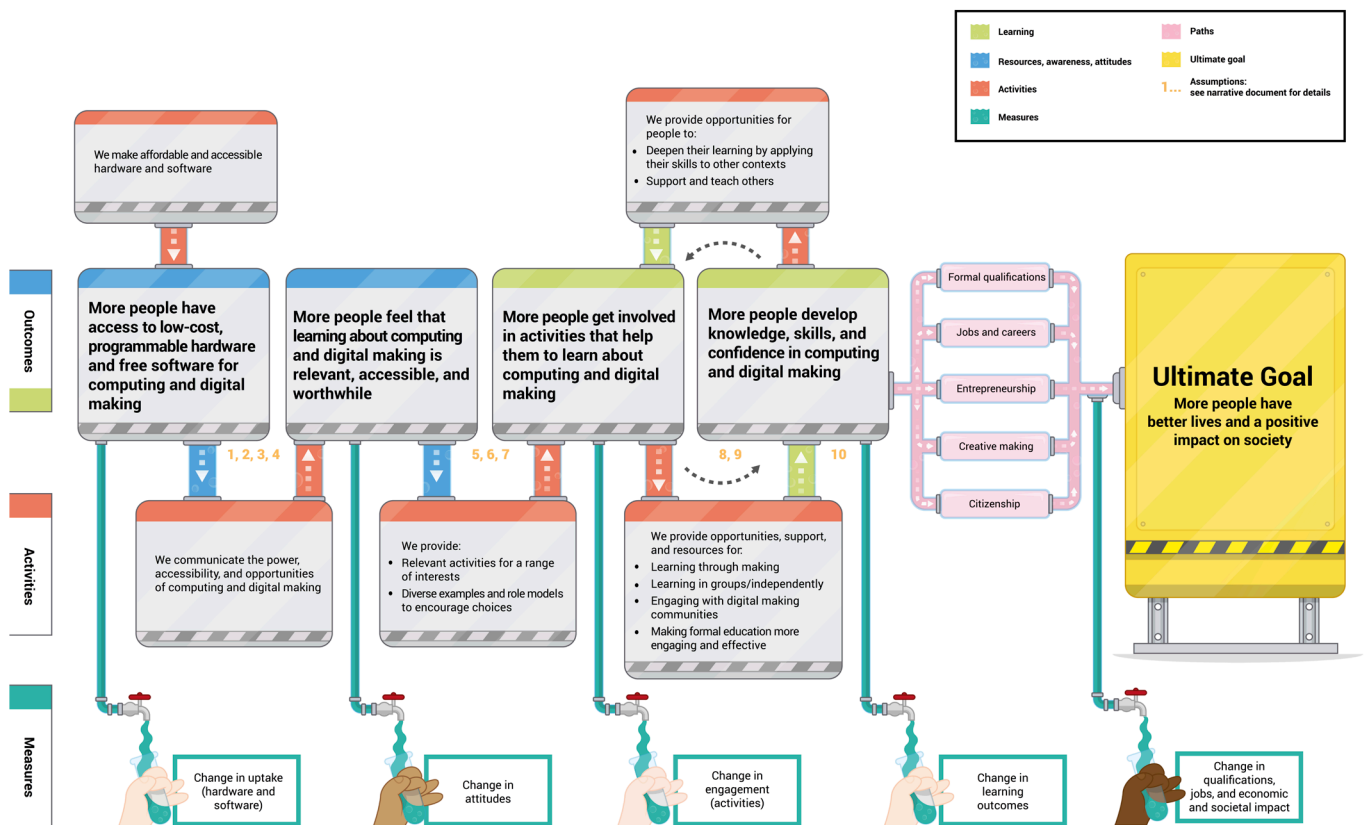 Learning
Resources, awareness, attitudes
Activities
Measures
Paths
Ultimate goal
1... Assumptions:
see narrative document for details
We make affordable and accessible
hardware and software
We provide opportunities for
people to:
• Deepen their learning by applying
their skills to other contexts
• Support and teach others
Outcomes
More people have
access to low-cost,
programmable hardware
and free software for
computing and digital
making
More people feel that
learning about computing
and digital making is
relevant, accessible, and
worthwhile
More people get involved
in activities that help
them to learn about
computing and digital
making
More people develop
knowledge, skills, and
confidence in computing
and digital making
Formal qualifications
Jobs and careers
Entrepreneurship
Creative making
Citizenship
Ultimate Goal
More people have
better lives and a positive
impact on society
1, 2, 3, 4
5, 6, 7
8, 9
10
Activities
We communicate the power,
accessibility, and opportunities
of computing and digital making
We provide:
• Relevant activities for a range
of interests
• Diverse examples and role models
to encourage choices
We provide opportunities, support,
and resources for:
• Learning through making
• Learning in groups/independently
• Engaging with digital making
communities
• Making formal education more
engaging and effective
Measures
Change in uptake
(hardware and
software)
Change in
attitudes
Change in
engagement
(activities)
Change in
learning
outcomes
Change in
qualifications,
jobs, and economic
and societal impact